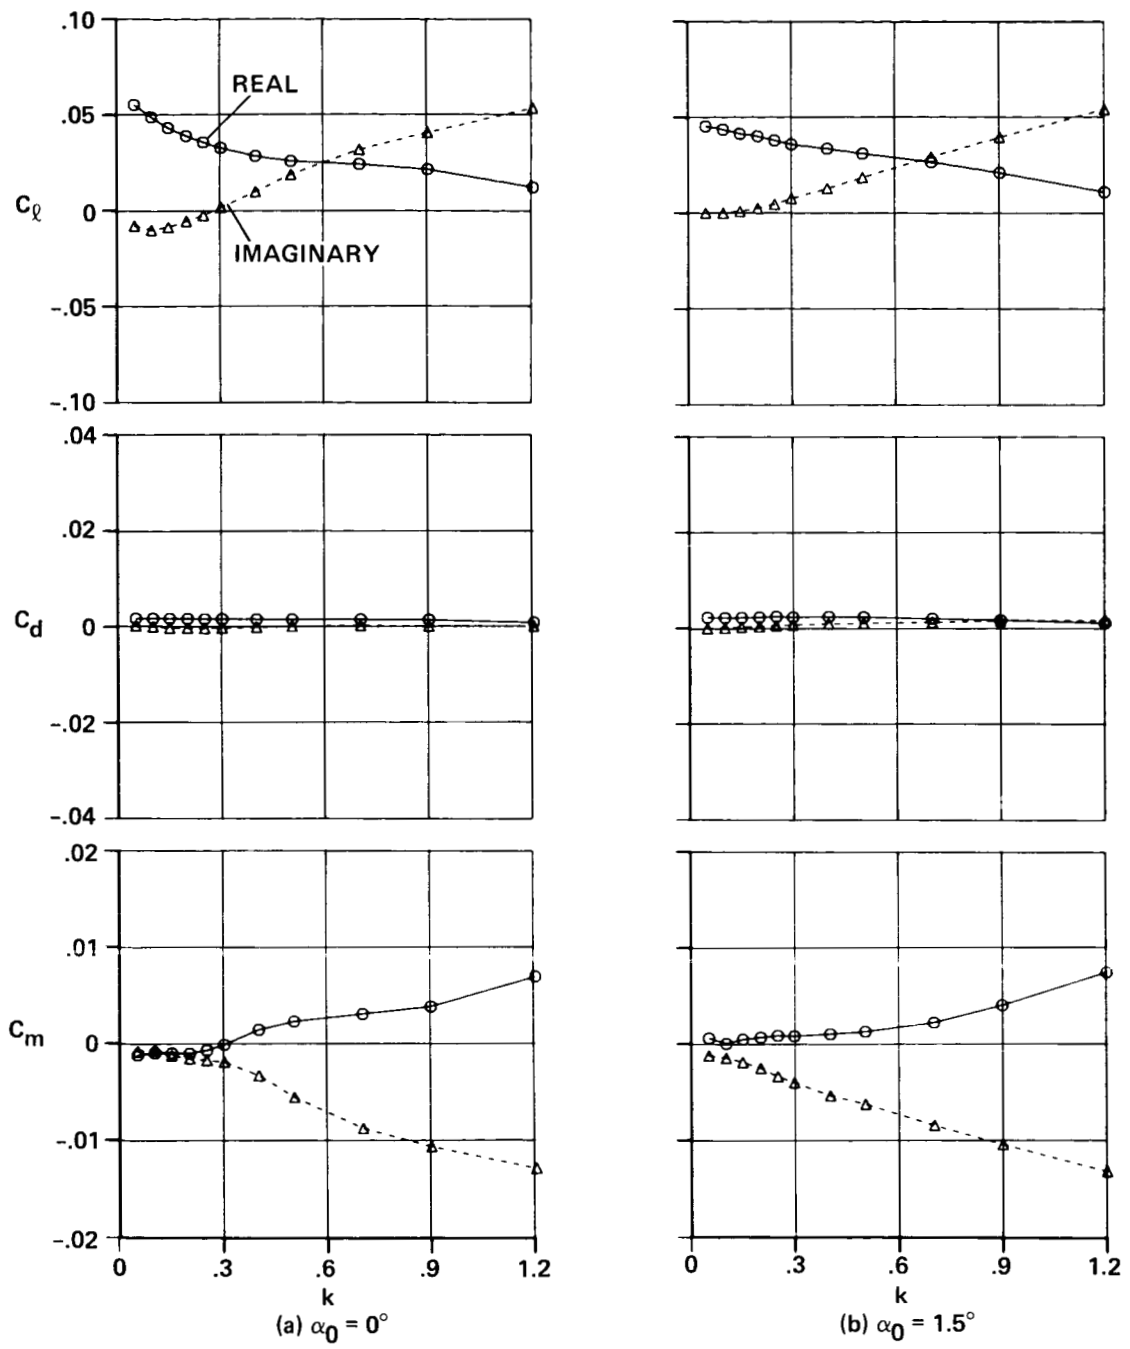 .10
REAL
.05
Cℓ
0
IMAGINARY
-.05
-.10
.04
.02
Cd
0
-.02
-.04
.02
.01
Cm
0
-.01
-.02
0 .3 .6 .9 1.2
k
(a) α0 = 0°
0 .3 .6 .9 1.2
k
(b) α0 = 1.5°